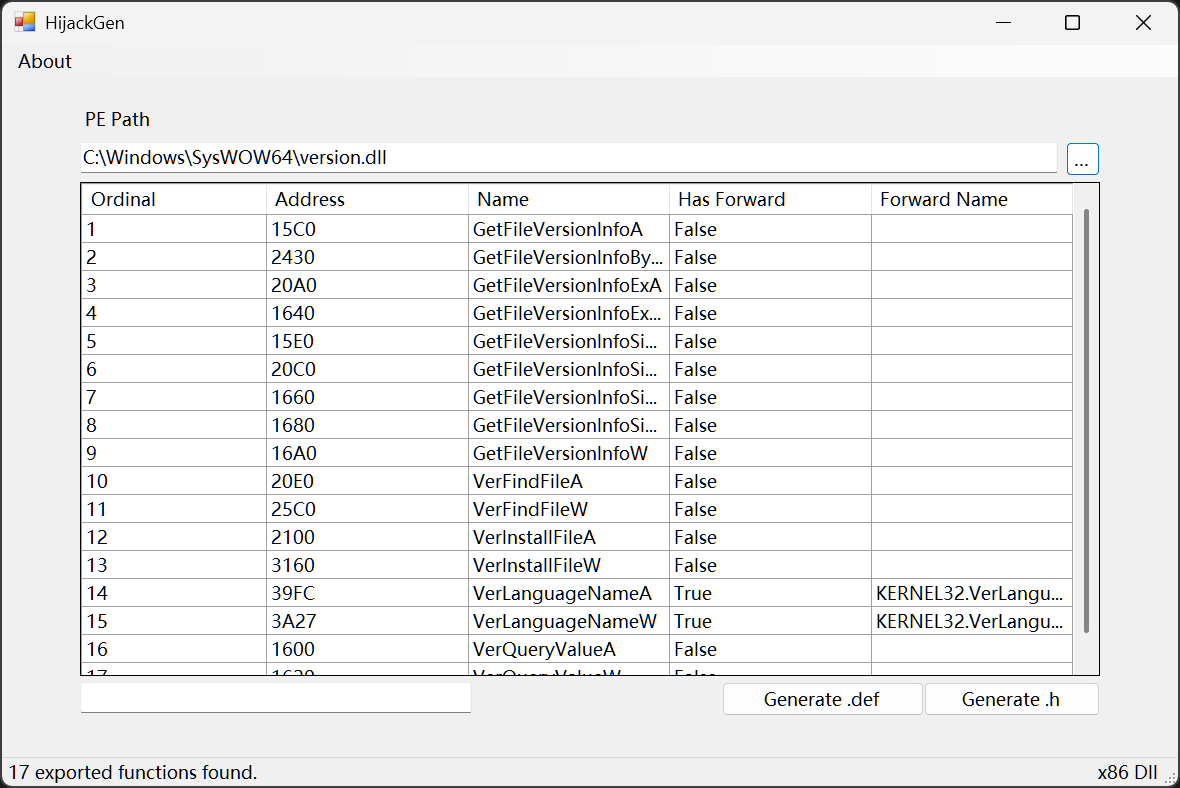 HijackGen
About
PE Path
C:\Windows\SysWOW64\version.dll
...
Ordinal Address Name Has Forward Forward Name
1 15C0 GetFileVersionInfoA False
2 2430 GetFileVersionInfoBy... False
3 20A0 GetFileVersionInfoExA False
4 1640 GetFileVersionInfoEx... False
5 15E0 GetFileVersionInfoSi... False
6 20C0 GetFileVersionInfoSi... False
7 1660 GetFileVersionInfoSi... False
8 1680 GetFileVersionInfoSi... False
9 16A0 GetFileVersionInfoW False
10 20E0 VerFindFileA False
11 25C0 VerFindFileW False
12 2100 VerInstallFileA False
13 3160 VerInstallFileW False
14 39FC VerLanguageNameA True KERNEL32.VerLangu...
15 3A27 VerLanguageNameW True KERNEL32.VerLangu...
16 1600 VerQueryValueA False
17 VerQueryValueW False
Generate .def Generate .h
17 exported functions found. x86 Dll